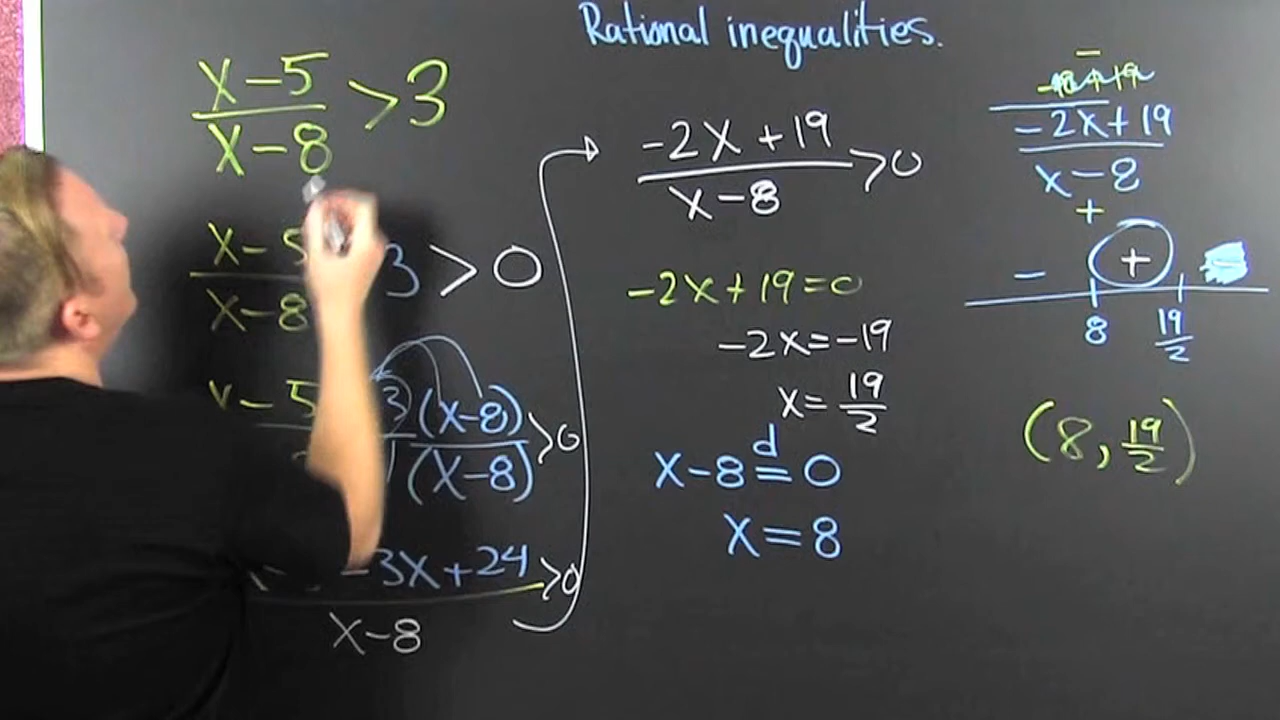 Rational inequalities.
x-5
x-8
>3
x-5
x-8
3 > 0
x-5
3 (x-8)
(x-8)
>0
-3x+24
>0
x-8
-2x+19
x-8
>0
-2x+19=0
-2x=-19
x=19/2
d
x-8=0
x=8
-
-2x+19
x-8
+
- + 
8 19/2
(8, 19/2)